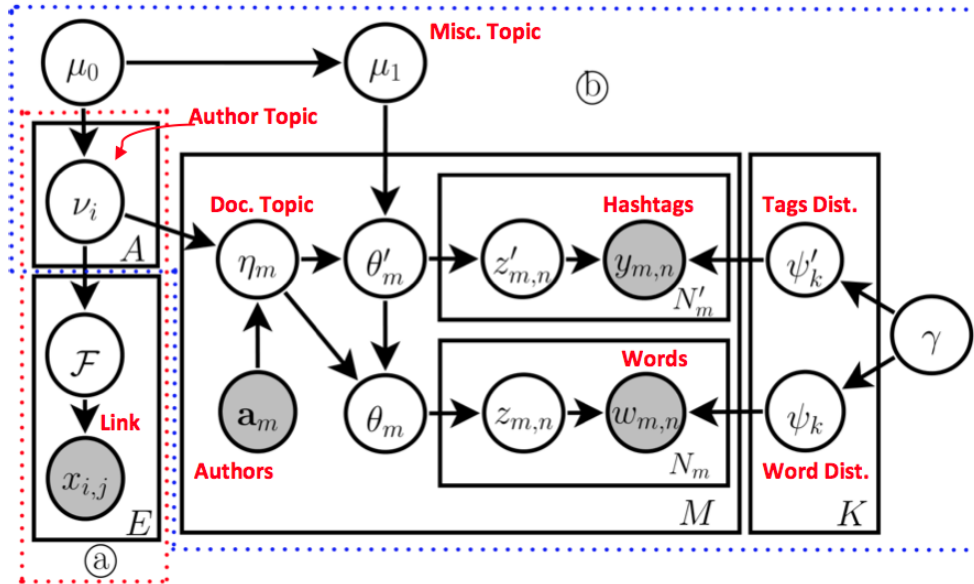 μ₀
μ₁
Misc. Topic
ⓑ
Author Topic
νᵢ
A
Doc. Topic
Hashtags
Tags Dist.
ηₘ
θ′ₘ
z′ₘ,ₙ
yₘ,ₙ
ψ′ₖ
N′ₘ
γ
𝓕
Words
Link
aₘ
θₘ
zₘ,ₙ
wₘ,ₙ
ψₖ
Authors
Nₘ
Word Dist.
xᵢ,ⱼ
E
M
K
ⓐ